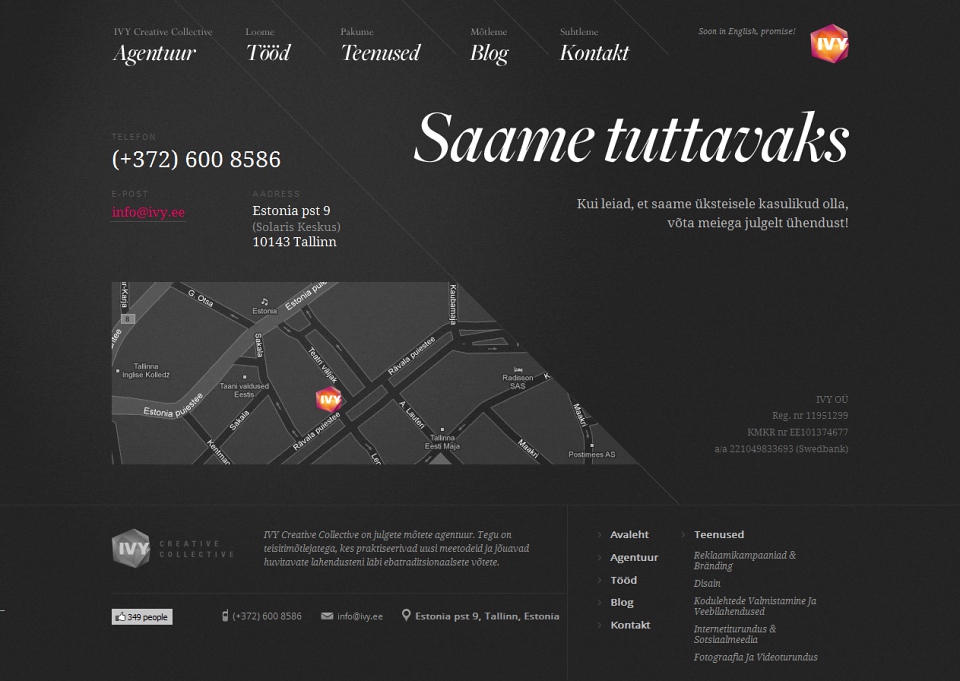 IVY Creative Collective
Agentuur
Loome
Tööd
Pakume
Teenused
Mõtleme
Blog
Suhtleme
Kontakt
Soon in English, promise!
IVY
TELEFON
(+372) 600 8586
Saame tuttavaks
E-POST
info@ivy.ee
AADRESS
Estonia pst 9
(Solaris Keskus)
10143 Tallinn
Kui leiad, et saame üksteisele kasulikud olla,
võta meiega julgelt ühendust!
G. Otsa
Estonia
Kaubamaja
8
Sakala
Teatri väljak
Rävala puiestee
Tallinna
Inglise Kolledž
Taani valdused
Eestis
Radisson
SAS
IVY
Estonia puiestee
Sakala
Rävala puiestee
A. Lauteri
Tallinna
Eesti Maja
Maakri
Maakri
Postimees AS
IVY OÜ
Reg. nr 11951299
KMKR nr EE101374677
a/a 221049833693 (Swedbank)
IVY
CREATIVE
COLLECTIVE
IVY Creative Collective on julgete mõtete agentuur. Tegu on
teisitimõtlejatega, kes praktiseerivad uusi meetodeid ja jõuavad
huvitavate lahendusteni läbi ebatraditsionaalsete võtete.
349 people
(+372) 600 8586
info@ivy.ee
Estonia pst 9, Tallinn, Estonia
Avaleht
Agentuur
Tööd
Blog
Kontakt
Teenused
Reklaamikampaaniad &
Bränding
Disain
Kodulehtede Valmistamine Ja
Veebilahendused
Internetiturundus &
Sotsiaalmeedia
Fotograafia Ja Videoturundus